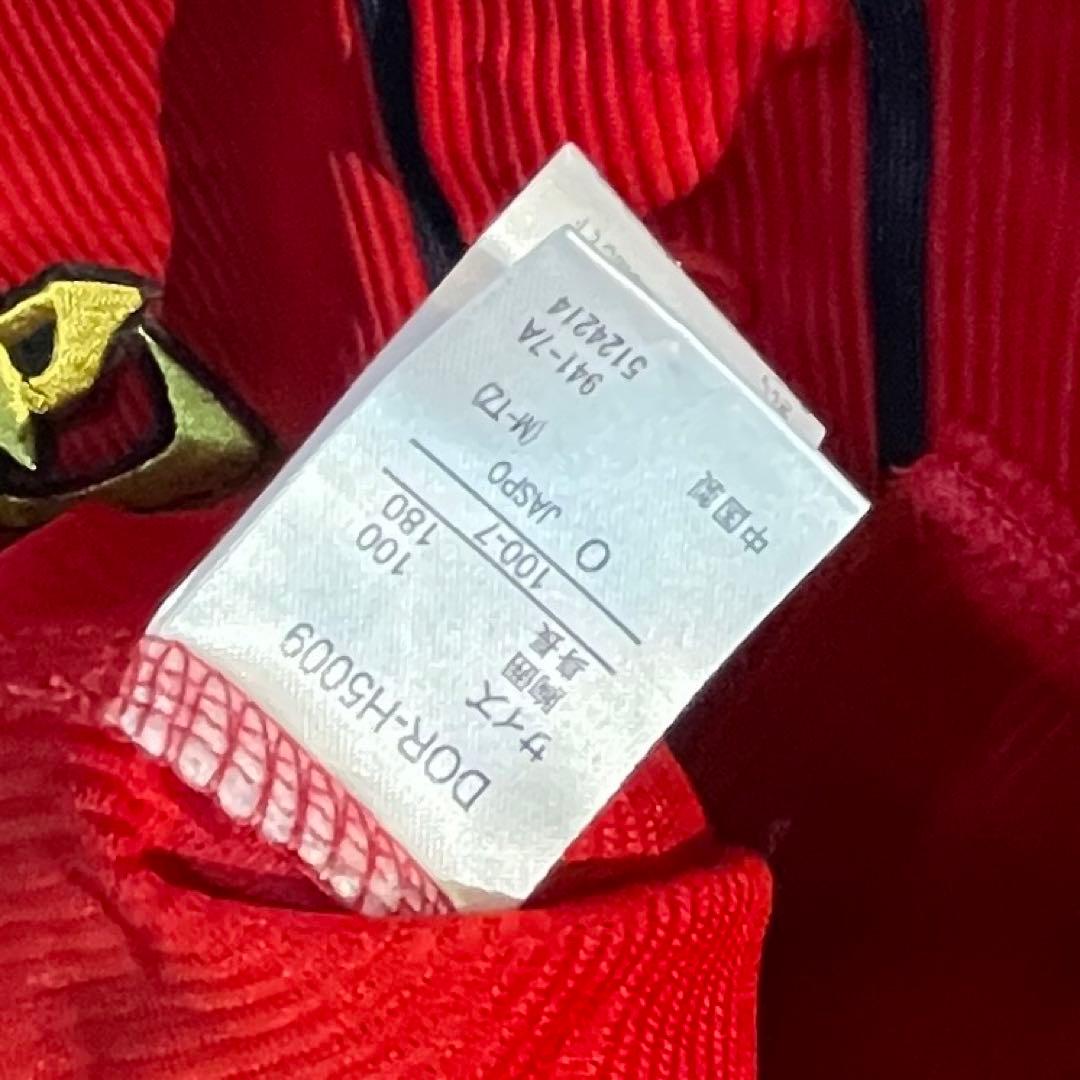 DOR-H5009
サイズ
胸囲 100
身長 180
100-7
O
JASPO (M-TZ)
941-7A
5124214
中国製